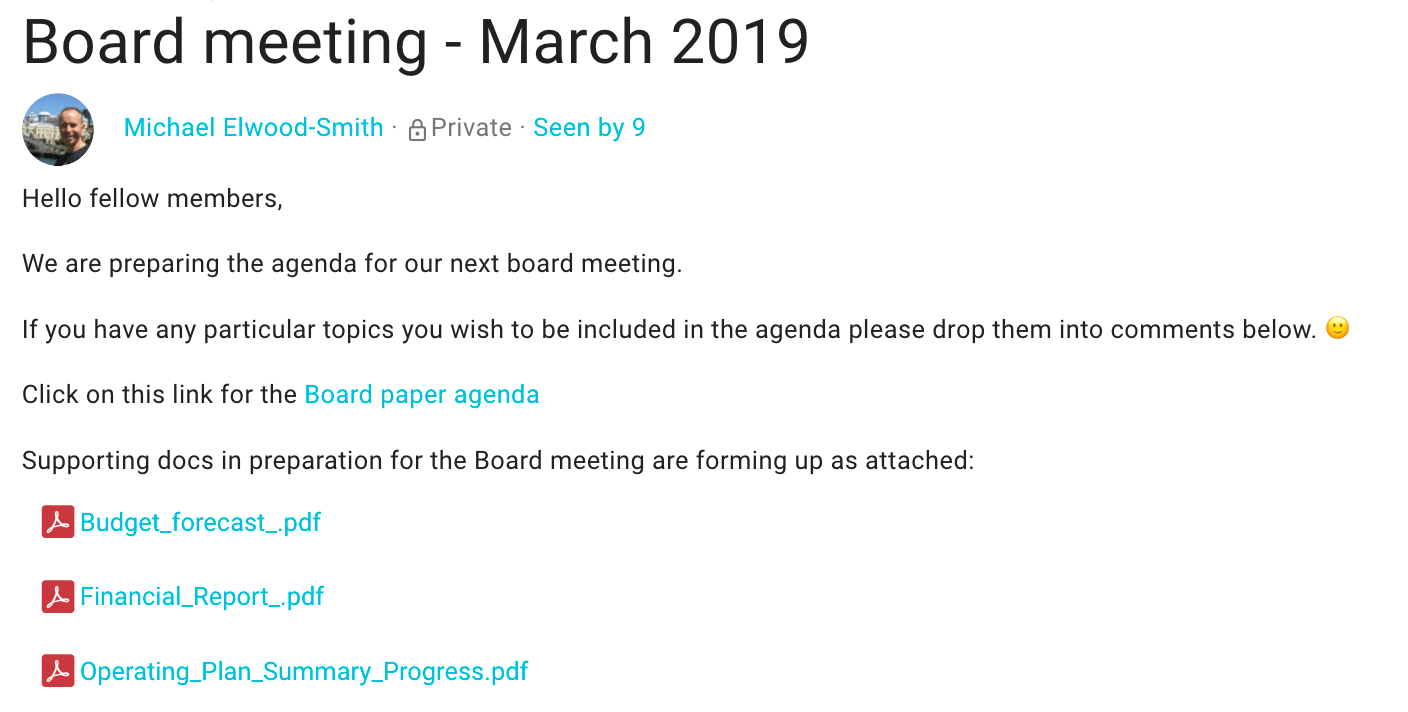 Board meeting - March 2019
Michael Elwood-Smith · Private · Seen by 9
Hello fellow members,
We are preparing the agenda for our next board meeting.
If you have any particular topics you wish to be included in the agenda please drop them into comments below. 🙂
Click on this link for the Board paper agenda
Supporting docs in preparation for the Board meeting are forming up as attached:
Budget_forecast_.pdf
Financial_Report_.pdf
Operating_Plan_Summary_Progress.pdf